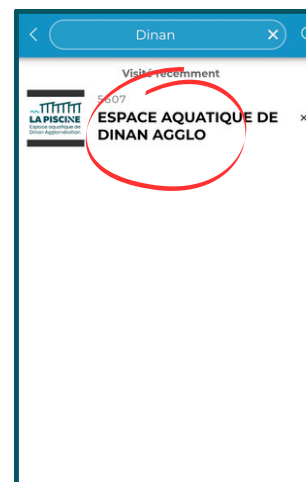 Dinan
Visité récemment
5607
ESPACE AQUATIQUE DE
DINAN AGGLO
LA PISCINE
Espace aquatique de
Dinan Agglomération